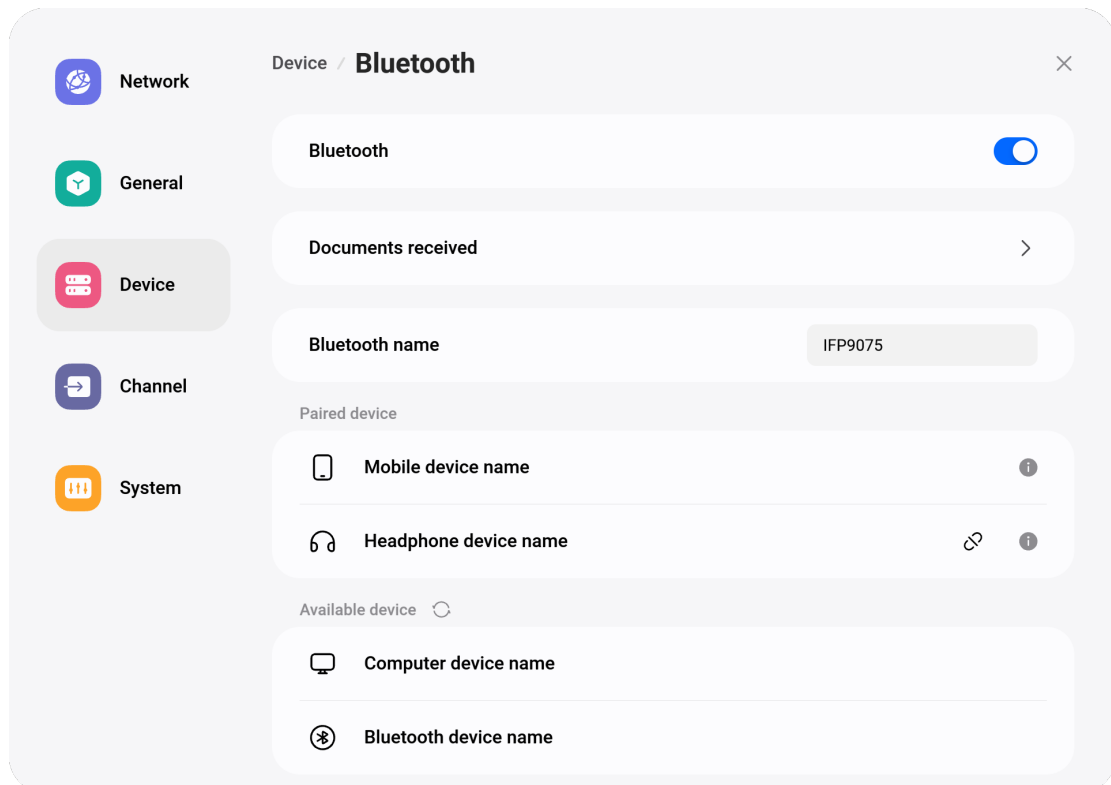 Network
General
Device
Channel
System
Device / Bluetooth
Bluetooth
Documents received
Bluetooth name
IFP9075
Paired device
Mobile device name
Headphone device name
Available device
Computer device name
Bluetooth device name